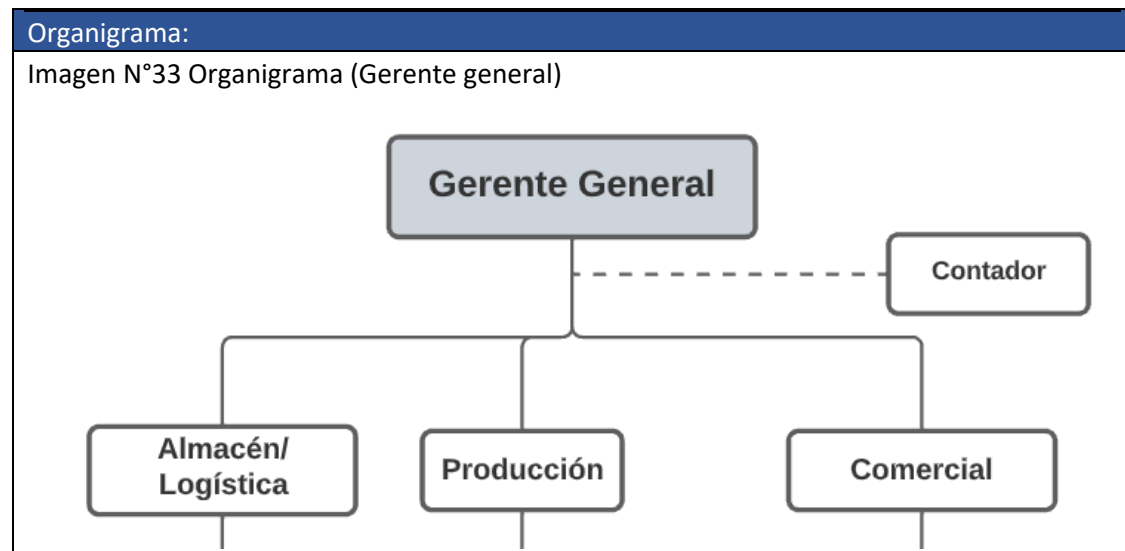 Organigrama:
Imagen N°33 Organigrama (Gerente general)
Gerente General
Contador
Almacén/
Logística
Producción
Comercial